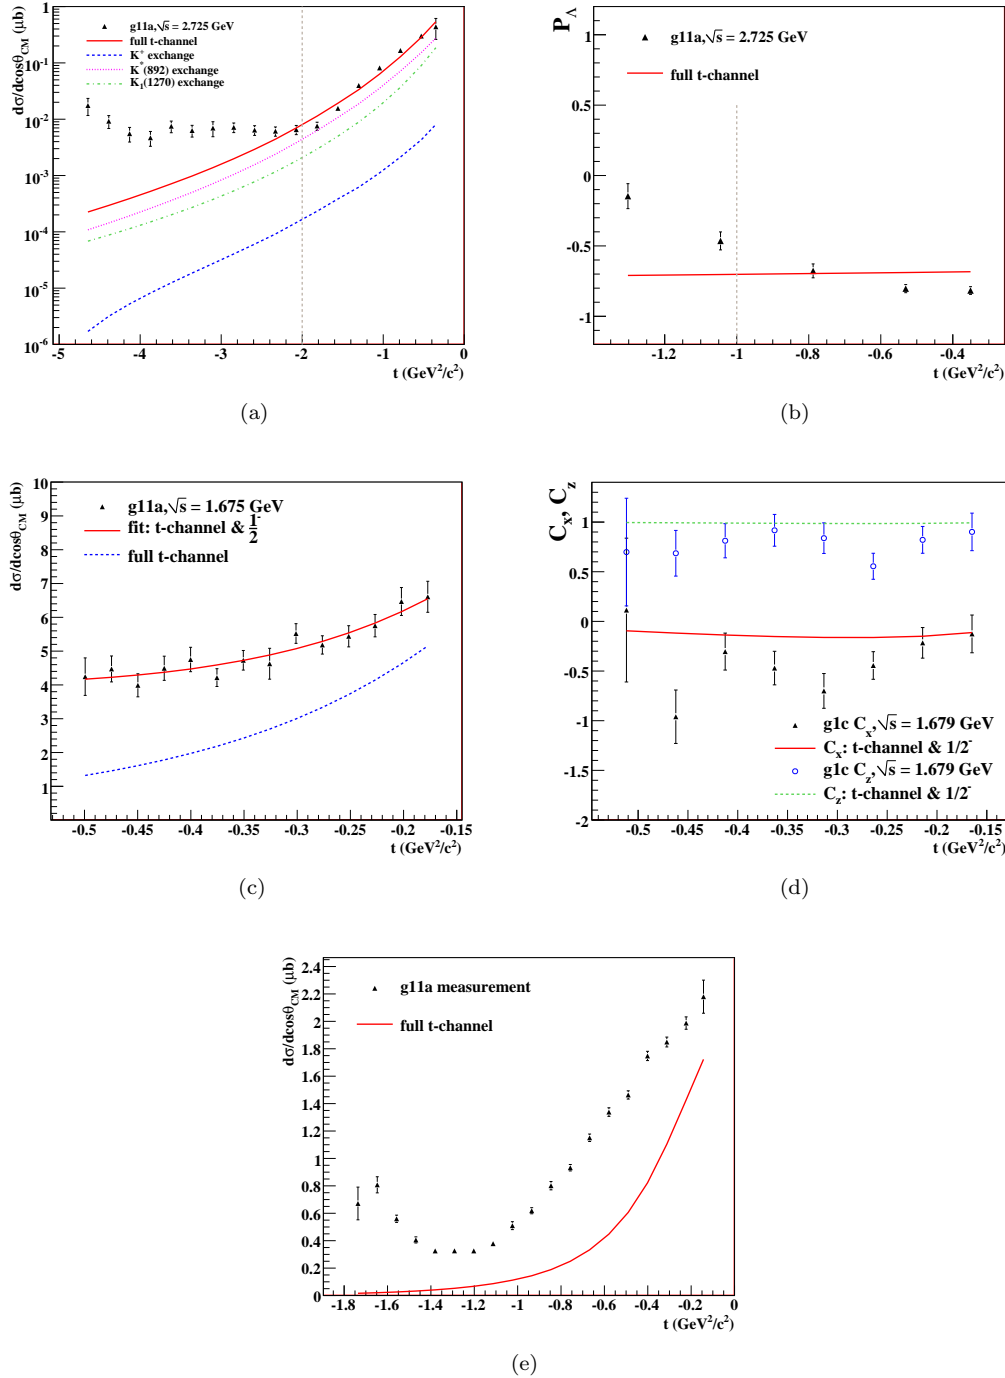 dσ/dcosθCM (μb)
g11a,√s = 2.725 GeV
full t-channel
K+ exchange
K*(892) exchange
K1(1270) exchange
1
10-1
10-2
10-3
10-4
10-5
10-6
-5 -4 -3 -2 -1 0
t (GeV2/c2)
(a)
PΛ
g11a,√s = 2.725 GeV
full t-channel
1
0.5
0
-0.5
-1
-1.2 -1 -0.8 -0.6 -0.4
t (GeV2/c2)
(b)
dσ/dcosθCM (μb)
g11a,√s = 1.675 GeV
fit: t-channel & 1-/2
full t-channel
10
9
8
7
6
5
4
3
2
1
-0.5 -0.45 -0.4 -0.35 -0.3 -0.25 -0.2 -0.15
t (GeV2/c2)
(c)
Cx, Cz
1
0.5
0
-0.5
-1
-1.5
-2
g1c Cx,√s = 1.679 GeV
Cx: t-channel & 1/2-
g1c Cz,√s = 1.679 GeV
Cz: t-channel & 1/2-
-0.5 -0.45 -0.4 -0.35 -0.3 -0.25 -0.2 -0.15
t (GeV2/c2)
(d)
dσ/dcosθCM (μb)
g11a measurement
full t-channel
2.4
2.2
2
1.8
1.6
1.4
1.2
1
0.8
0.6
0.4
0.2
0
-1.8 -1.6 -1.4 -1.2 -1 -0.8 -0.6 -0.4 -0.2 0
t (GeV2/c2)
(e)